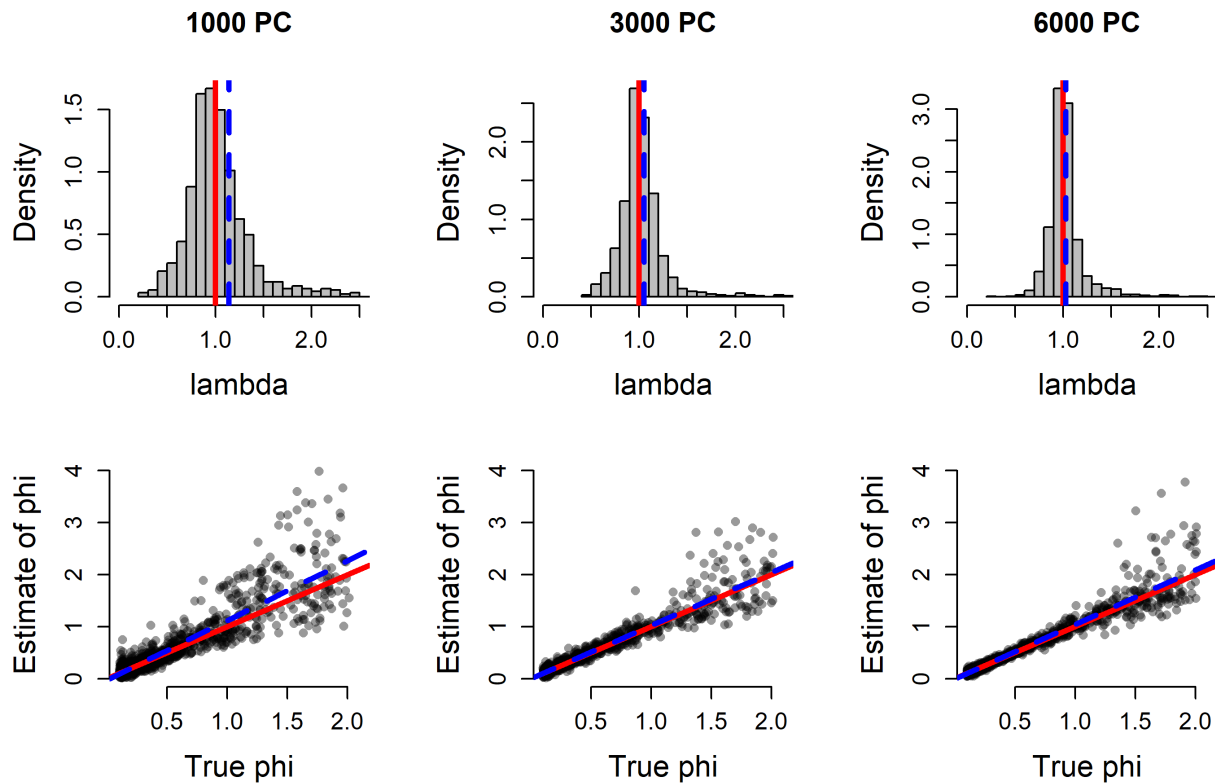 1000 PC 3000 PC 6000 PC
Density
0.0 0.5 1.0 1.5
0.0 1.0 2.0
lambda
Density
0.0 1.0 2.0
0.0 1.0 2.0
lambda
Density
0.0 1.0 2.0 3.0
0.0 1.0 2.0
lambda
Estimate of phi
0 1 2 3 4
0.5 1.0 1.5 2.0
True phi
Estimate of phi
0 1 2 3 4
0.5 1.0 1.5 2.0
True phi
Estimate of phi
0 1 2 3 4
0.5 1.0 1.5 2.0
True phi